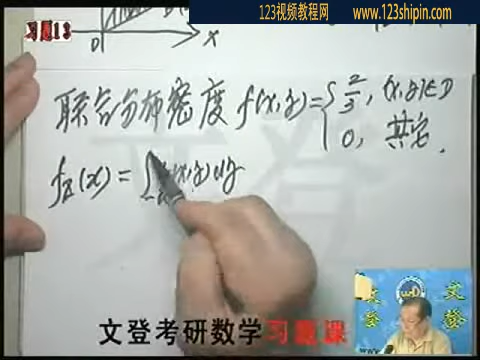 123视频教程网 www.123shipin.com
习题13
0 x
联合分布密度 f(x,y)={ 2/3, (x,y)∈D
0, 其它.
f_X(x) = ∫ f(x,y)dy
文登
文登考研数学习题课